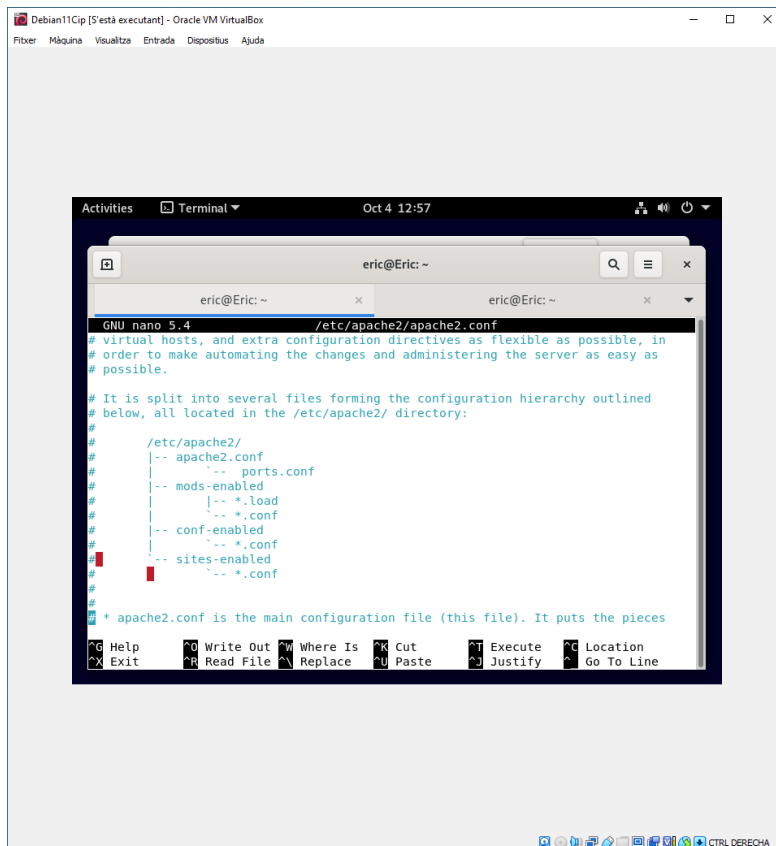 Debian11Cip [S'està executant] - Oracle VM VirtualBox
Fitxer Màquina Visualitza Entrada Dispositius Ajuda
Activities Terminal Oct 4 12:57
eric@Eric: ~
eric@Eric: ~ × eric@Eric: ~ ×
GNU nano 5.4 /etc/apache2/apache2.conf
# virtual hosts, and extra configuration directives as flexible as possible, in
# order to make automating the changes and administering the server as easy as
# possible.

# It is split into several files forming the configuration hierarchy outlined
# below, all located in the /etc/apache2/ directory:
#
#       /etc/apache2/
#       |-- apache2.conf
#       |       `--  ports.conf
#       |-- mods-enabled
#       |       |-- *.load
#       |       `-- *.conf
#       |-- conf-enabled
#       |       `-- *.conf
#       `-- sites-enabled
#               `-- *.conf
#
#
# * apache2.conf is the main configuration file (this file). It puts the pieces
^G Help ^O Write Out ^W Where Is ^K Cut ^T Execute ^C Location
^X Exit ^R Read File ^\ Replace ^U Paste ^J Justify ^_ Go To Line
CTRL DERECHA